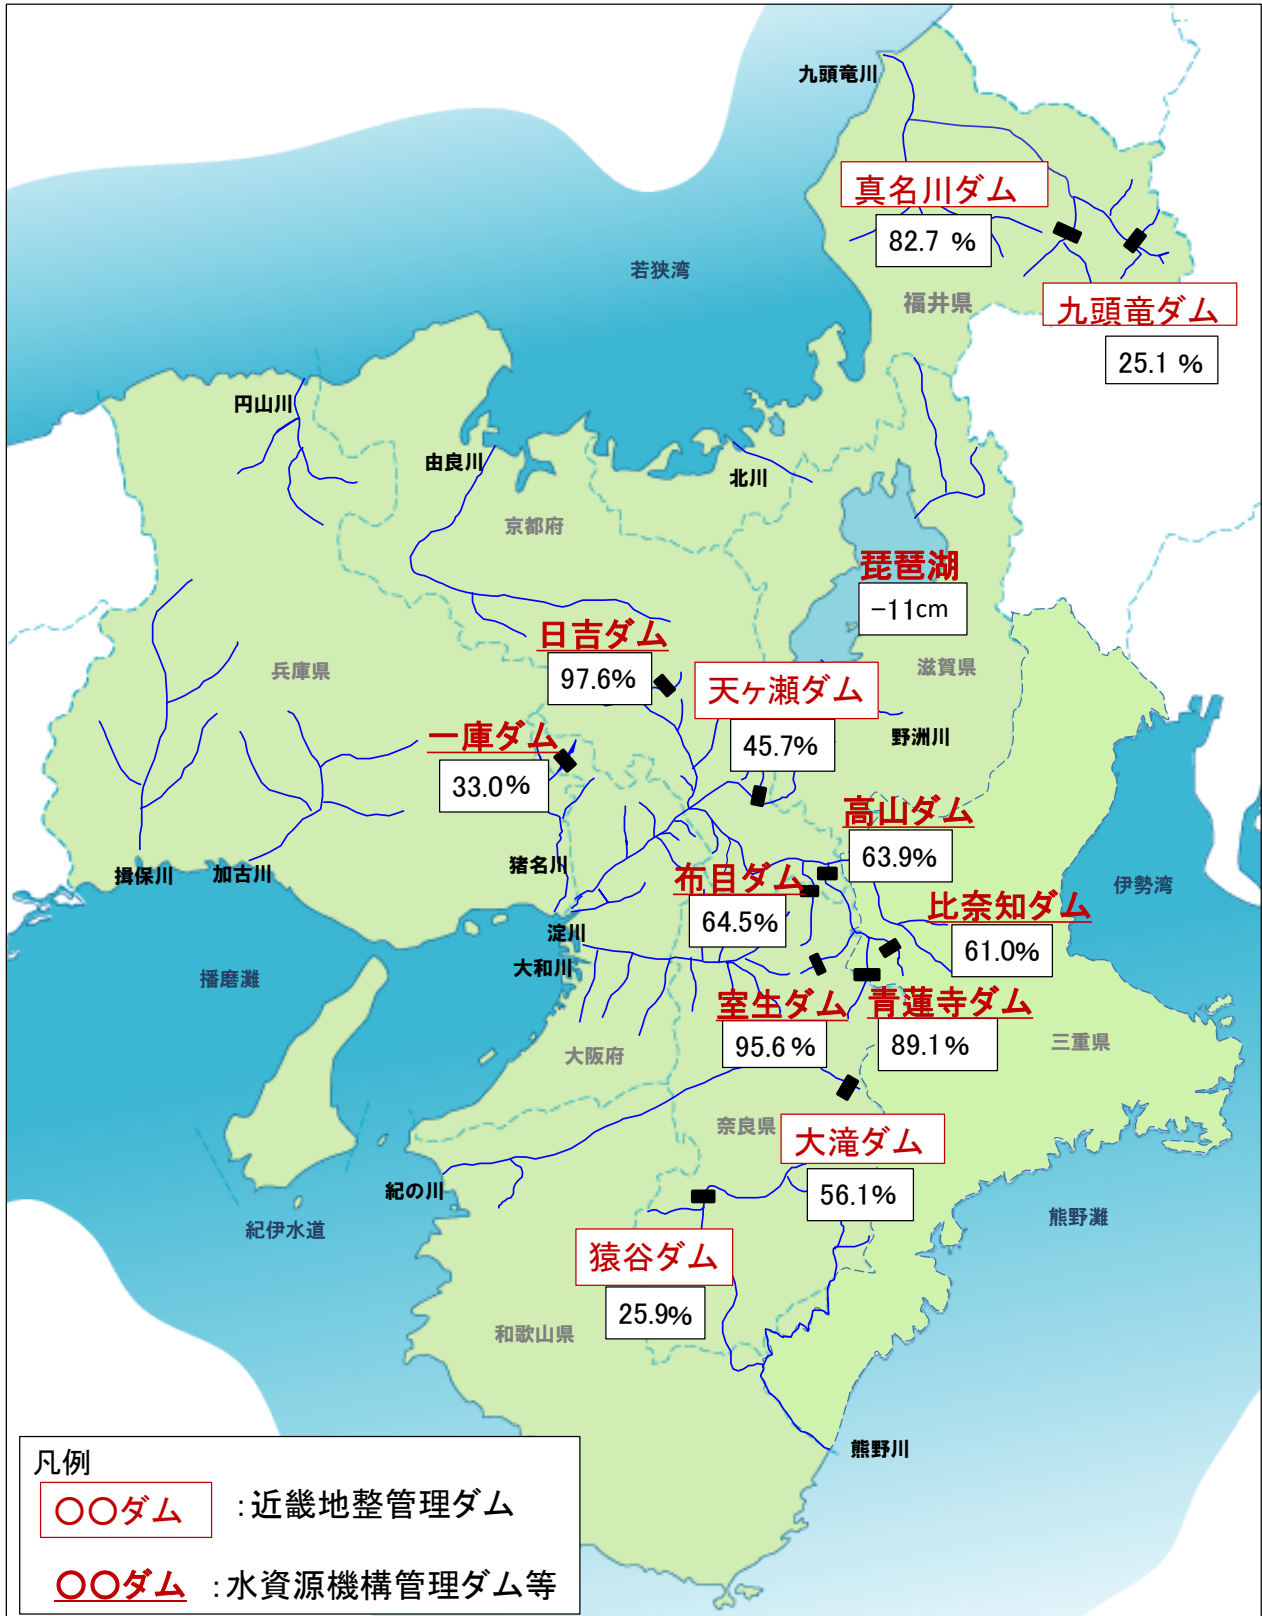 九頭竜川
真名川ダム
82.7 %
若狭湾
福井県
九頭竜ダム
25.1 %
円山川
由良川
北川
京都府
琵琶湖
−11cm
日吉ダム
97.6%
兵庫県
滋賀県
天ヶ瀬ダム
45.7%
野洲川
一庫ダム
33.0%
高山ダム
63.9%
猪名川
揖保川
加古川
布目ダム
64.5%
伊勢湾
比奈知ダム
61.0%
淀川
大和川
播磨灘
室生ダム
95.6%
青蓮寺ダム
89.1%
大阪府
三重県
奈良県
大滝ダム
56.1%
紀の川
紀伊水道
熊野灘
猿谷ダム
25.9%
和歌山県
熊野川
凡例
〇〇ダム :近畿地整管理ダム
〇〇ダム :水資源機構管理ダム等